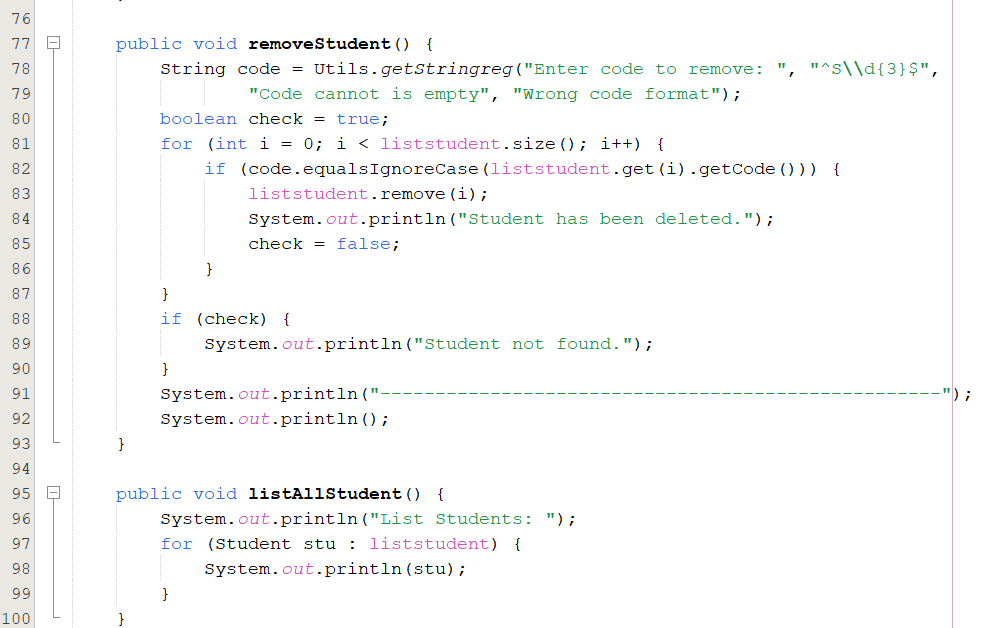 76
77 public void removeStudent() {
78 String code = Utils.getStringreg("Enter code to remove: ", "^S\\d{3}$",
79 "Code cannot is empty", "Wrong code format");
80 boolean check = true;
81 for (int i = 0; i < liststudent.size(); i++) {
82 if (code.equalsIgnoreCase(liststudent.get(i).getCode())) {
83 liststudent.remove(i);
84 System.out.println("Student has been deleted.");
85 check = false;
86 }
87 }
88 if (check) {
89 System.out.println("Student not found.");
90 }
91 System.out.println("---------------------------------------------------");
92 System.out.println();
93 }
94
95 public void listAllStudent() {
96 System.out.println("List Students: ");
97 for (Student stu : liststudent) {
98 System.out.println(stu);
99 }
100 }